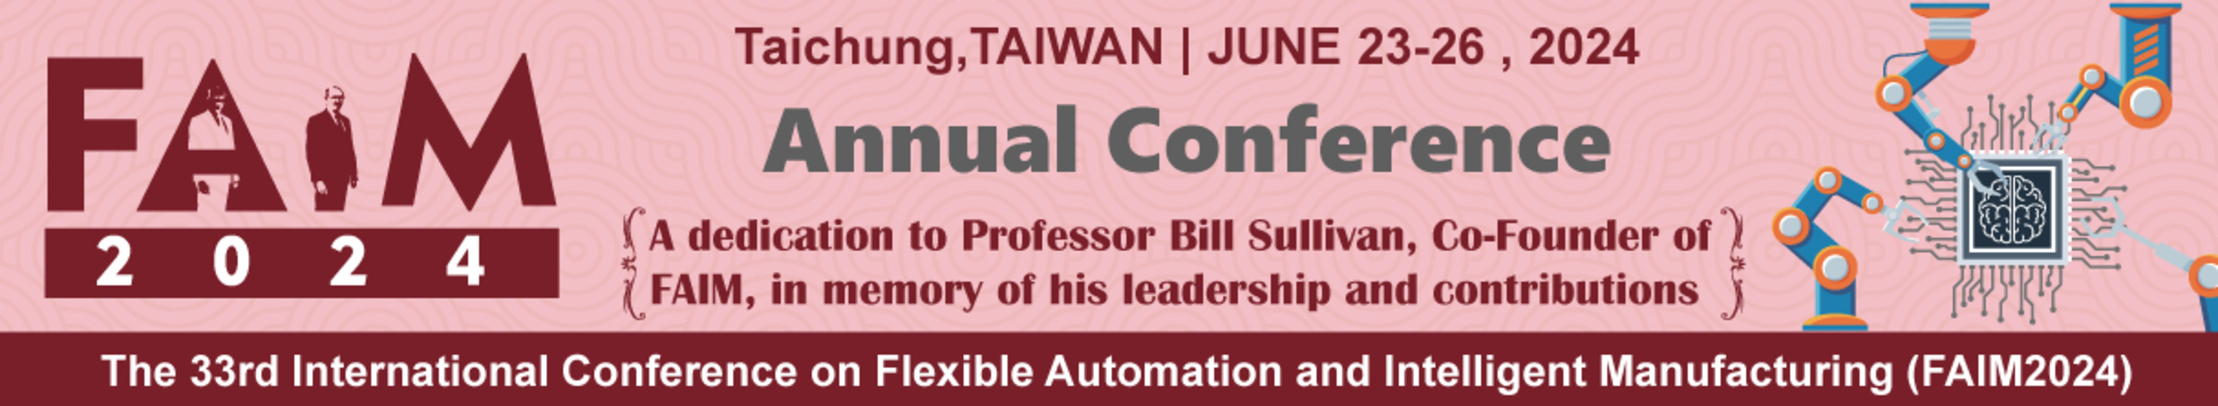 FAIM
2024
Taichung,TAIWAN | JUNE 23-26 , 2024
Annual Conference
A dedication to Professor Bill Sullivan, Co-Founder of
FAIM, in memory of his leadership and contributions
The 33rd International Conference on Flexible Automation and Intelligent Manufacturing (FAIM2024)